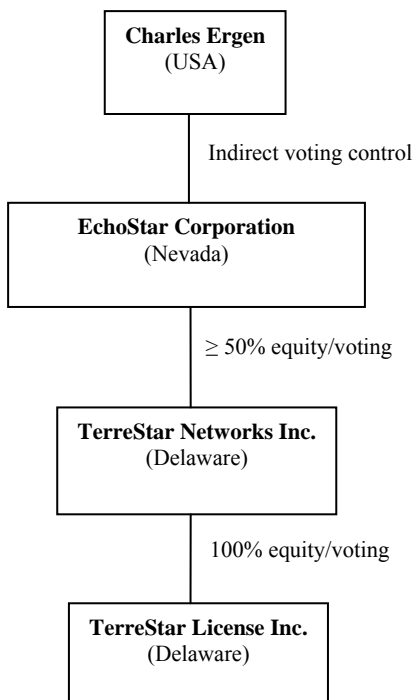 Charles Ergen
(USA)
Indirect voting control
EchoStar Corporation
(Nevada)
≥ 50% equity/voting
TerreStar Networks Inc.
(Delaware)
100% equity/voting
TerreStar License Inc.
(Delaware)